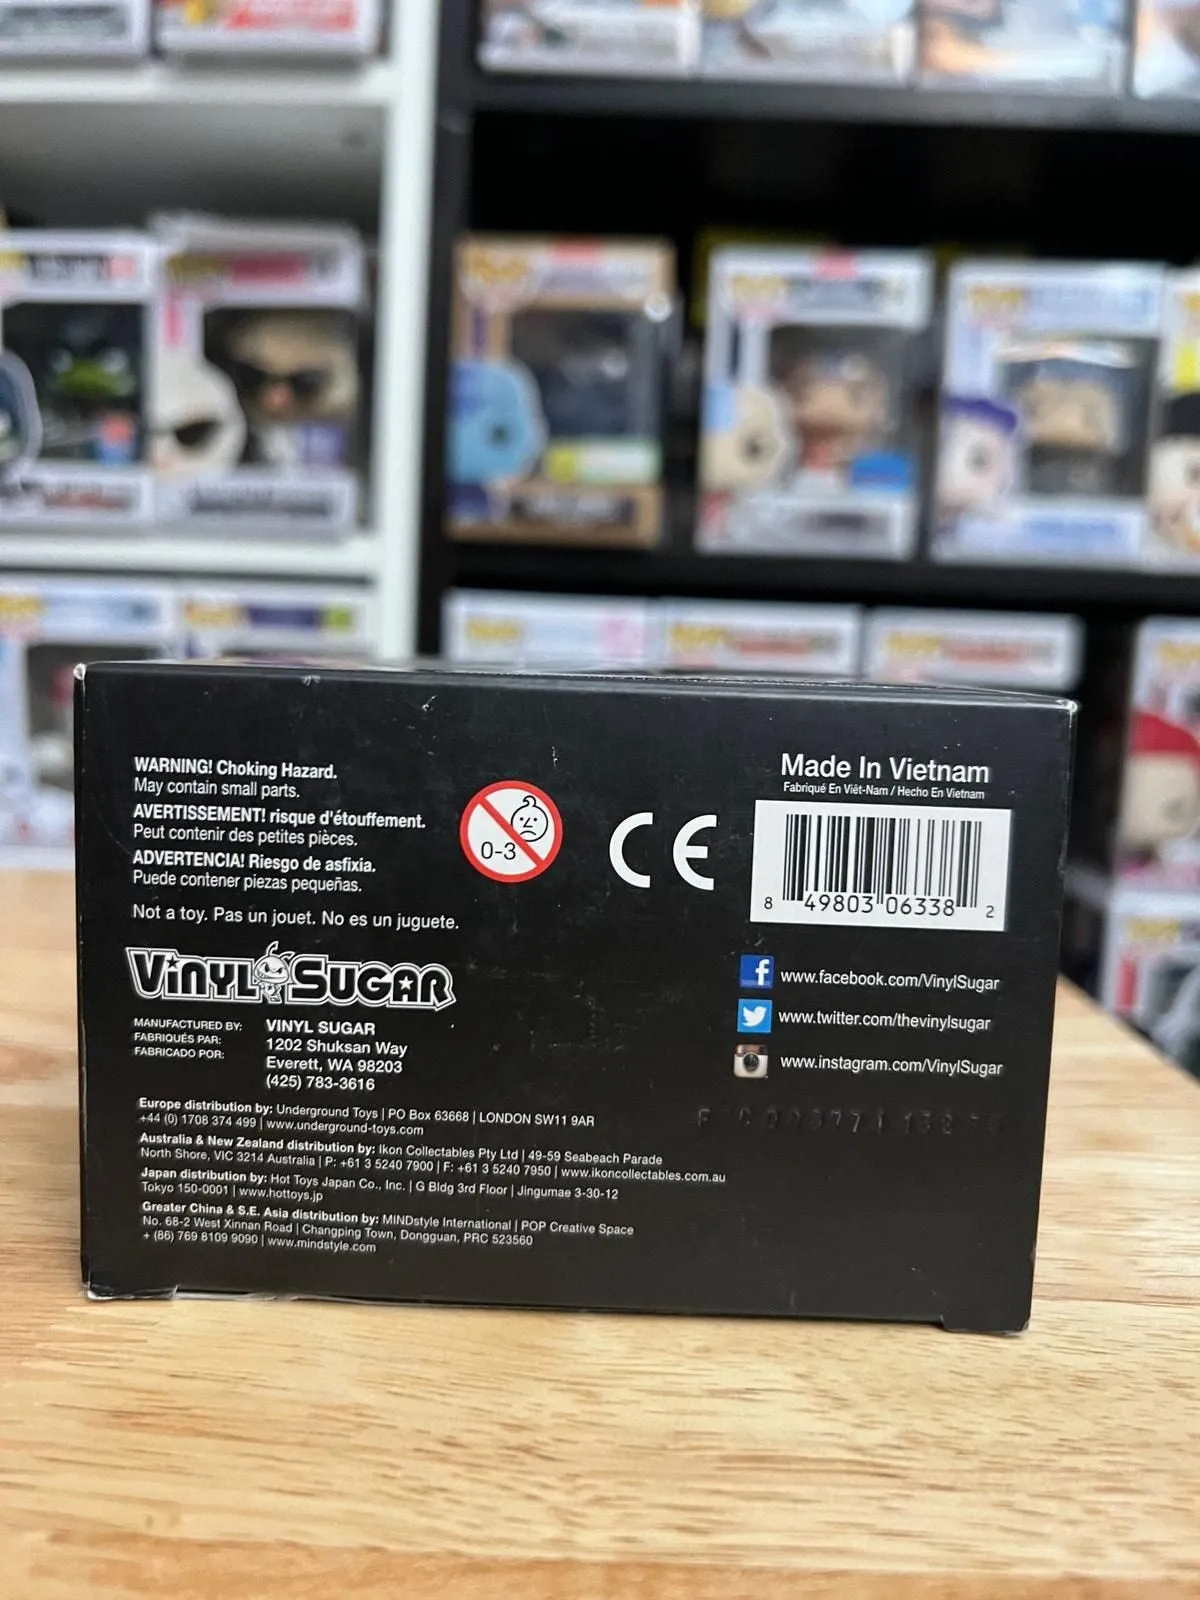 WARNING! Choking Hazard.
May contain small parts.
AVERTISSEMENT! risque d'étouffement.
Peut contenir des petites pièces.
ADVERTENCIA! Riesgo de asfixia.
Puede contener piezas pequeñas.
Not a toy. Pas un jouet. No es un juguete.
0-3
CE
Made In Vietnam
Fabriqué En Viêt-Nam / Hecho En Vietnam
8 49803 06338 2
VINYL SUGAR
MANUFACTURED BY:
FABRIQUÉS PAR:
FABRICADO POR:
VINYL SUGAR
1202 Shuksan Way
Everett, WA 98203
(425) 783-3616
www.facebook.com/VinylSugar
www.twitter.com/thevinylsugar
www.instagram.com/VinylSugar
Europe distribution by: Underground Toys | PO Box 63668 | LONDON SW11 9AR
+44 (0) 1708 374 499 | www.underground-toys.com
Australia & New Zealand distribution by: Ikon Collectables Pty Ltd | 49-59 Seabeach Parade
North Shore, VIC 3214 Australia | P: +61 3 5240 7900 | F: +61 3 5240 7950 | www.ikoncollectables.com.au
Japan distribution by: Hot Toys Japan Co., Inc. | G Bldg 3rd Floor | Jingumae 3-30-12
Tokyo 150-0001 | www.hottoys.jp
Greater China & S.E. Asia distribution by: MINDstyle International | POP Creative Space
No. 68-2 West Xinnan Road | Changping Town, Dongguan, PRC 523560
+ (86) 769 8109 9090 | www.mindstyle.com